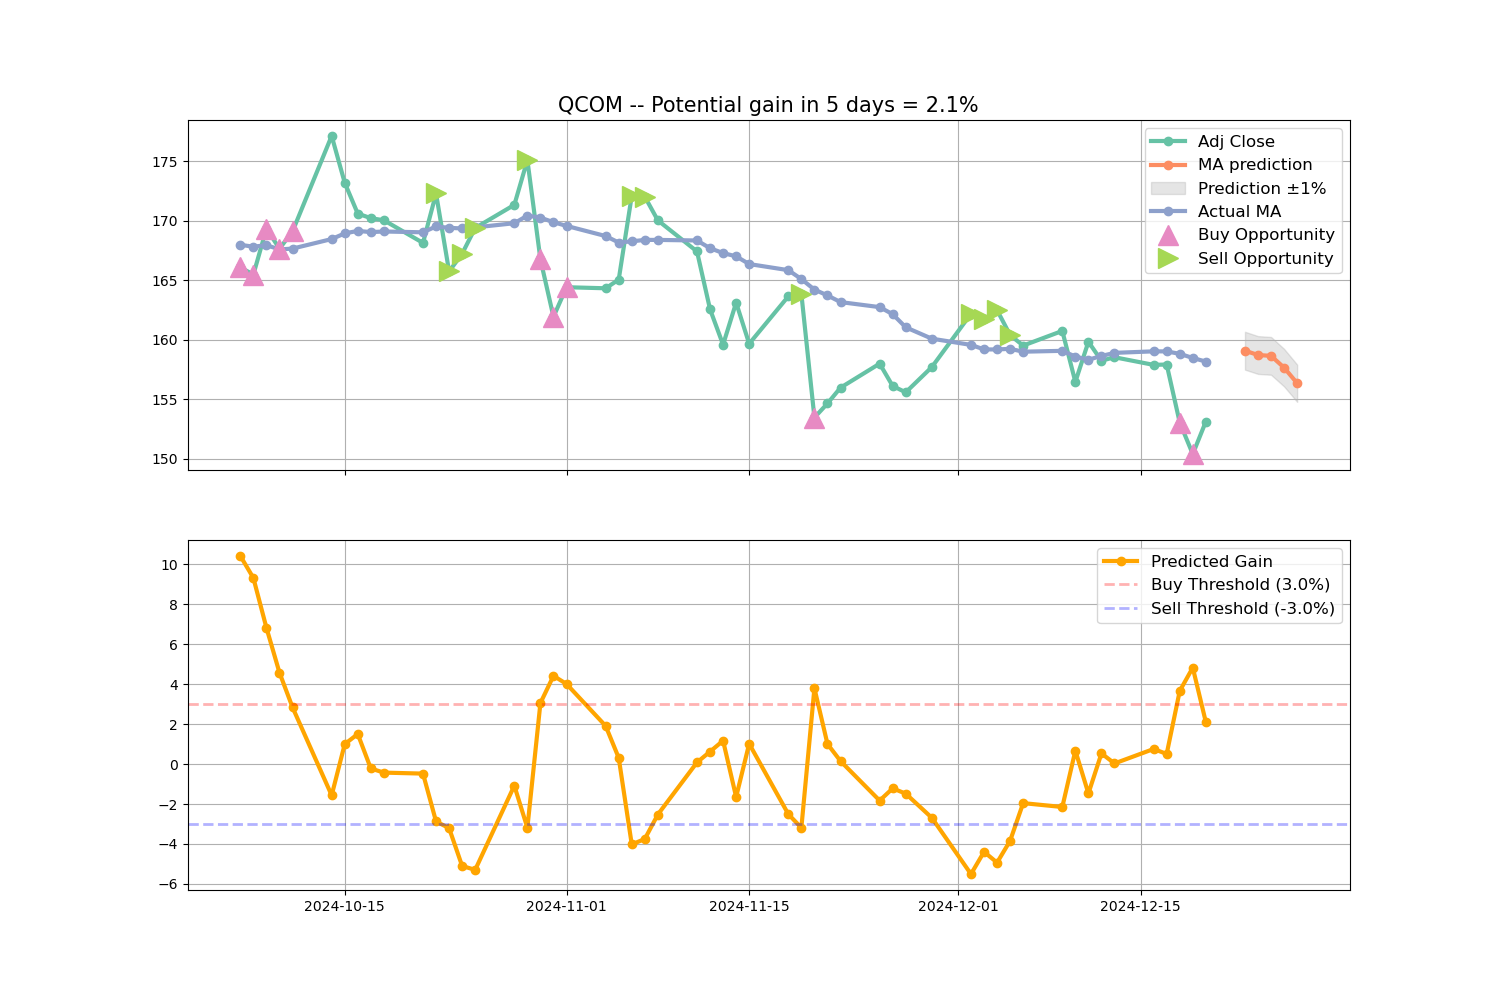 QCOM -- Potential gain in 5 days = 2.1%
175
170
165
160
155
150
Adj Close
MA prediction
Prediction ±1%
Actual MA
Buy Opportunity
Sell Opportunity
10
8
6
4
2
0
−2
−4
−6
Predicted Gain
Buy Threshold (3.0%)
Sell Threshold (-3.0%)
2024-10-15
2024-11-01
2024-11-15
2024-12-01
2024-12-15